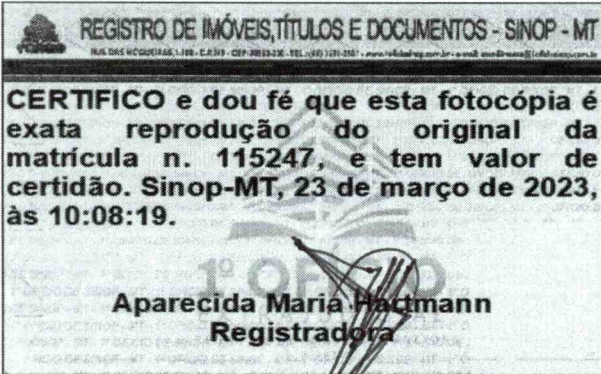 REGISTRO DE IMÓVEIS,TÍTULOS E DOCUMENTOS - SINOP - MT
CERTIFICO e dou fé que esta fotocópia é
exata reprodução do original da
matrícula n. 115247, e tem valor de
certidão. Sinop-MT, 23 de março de 2023,
às 10:08:19.
1º OFÍCIO
Aparecida Maria Hartmann
Registradora